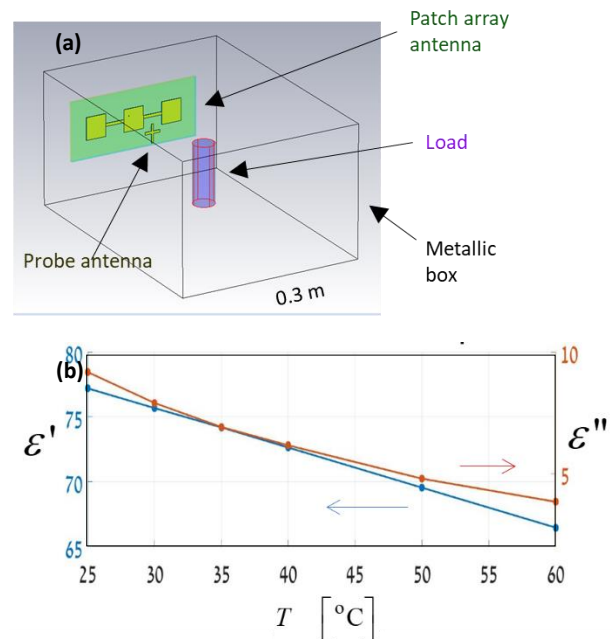 Patch array
antenna
(a)
Load
Probe antenna
Metallic
box
0.3 m
(b)
80
75
70
65
ε'
10
5
ε''
25 30 35 40 45 50 55 60
T [°C]